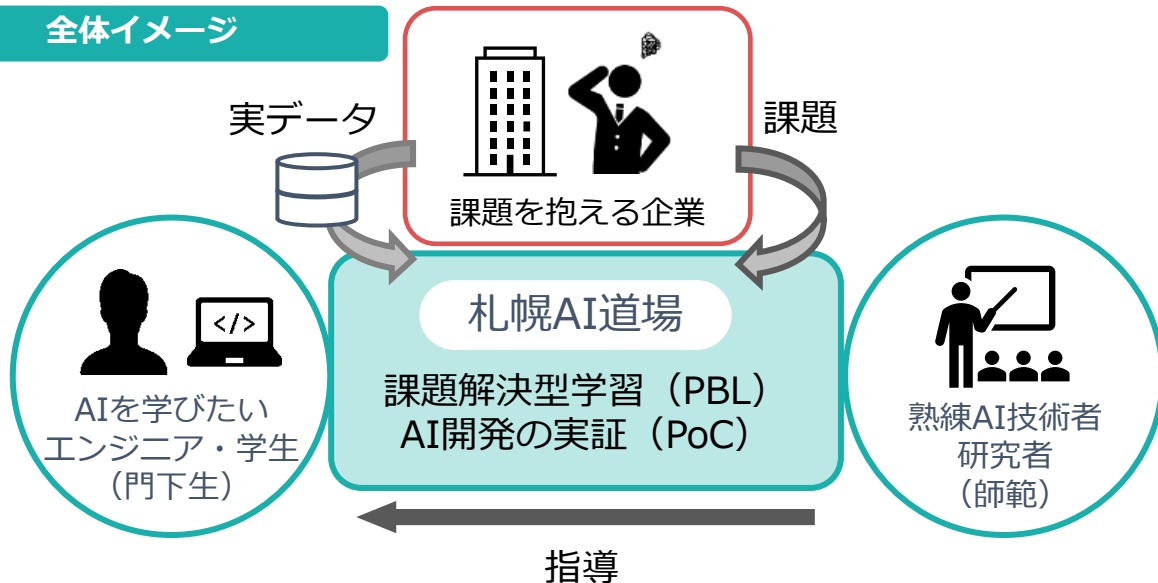 全体イメージ
実データ
課題
課題を抱える企業
札幌AI道場
課題解決型学習（PBL）
AI開発の実証（PoC）
</>
AIを学びたい
エンジニア・学生
（門下生）
熟練AI技術者
研究者
（師範）
指導